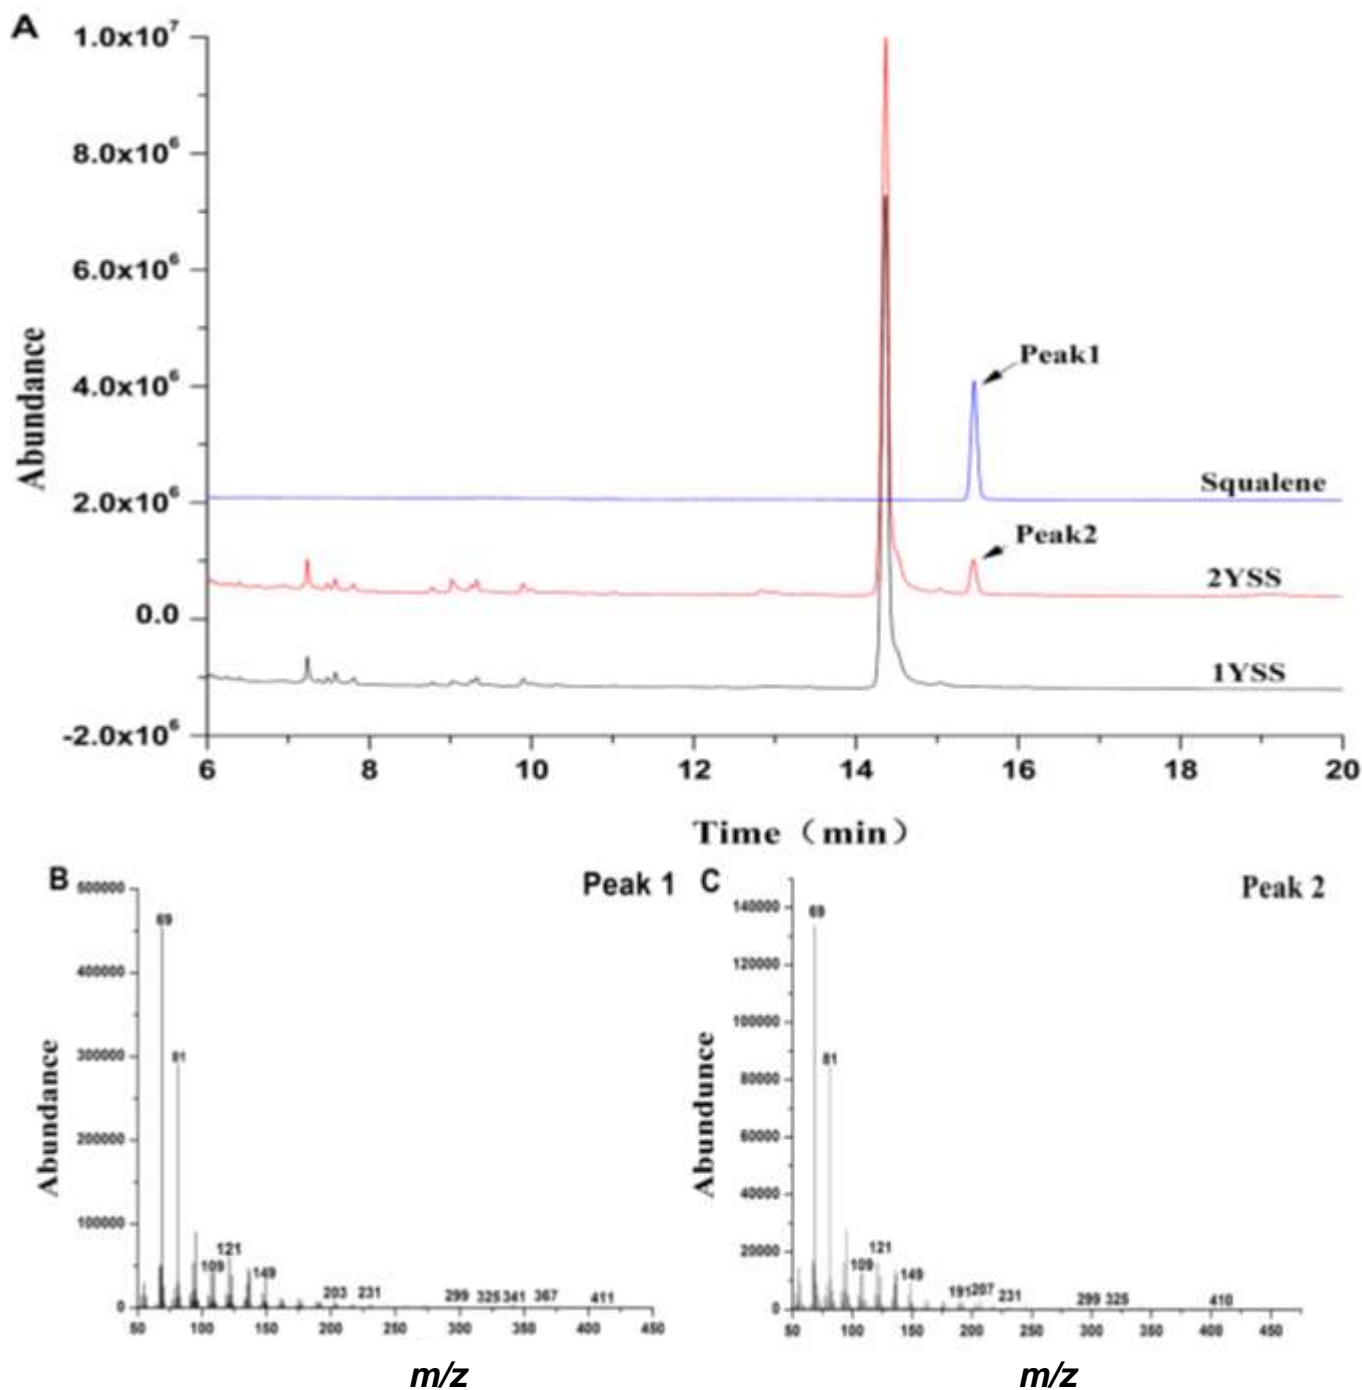 A
1.0x10⁷
8.0x10⁶
6.0x10⁶
4.0x10⁶
2.0x10⁶
0.0
-2.0x10⁶
Abundance
Peak1
Squalene
Peak2
2YSS
1YSS
6 8 10 12 14 16 18 20
Time（min）
B
Peak 1
500000
400000
300000
200000
100000
0
Abundance
69
81
121
109
149
203 231 299 325 341 367 411
50 100 150 200 250 300 350 400 450
m/z
C
Peak 2
140000
120000
100000
80000
60000
40000
20000
0
Abundunce
69
81
121
109
149
191 207 231 299 325 410
50 100 150 200 250 300 350 400 450
m/z